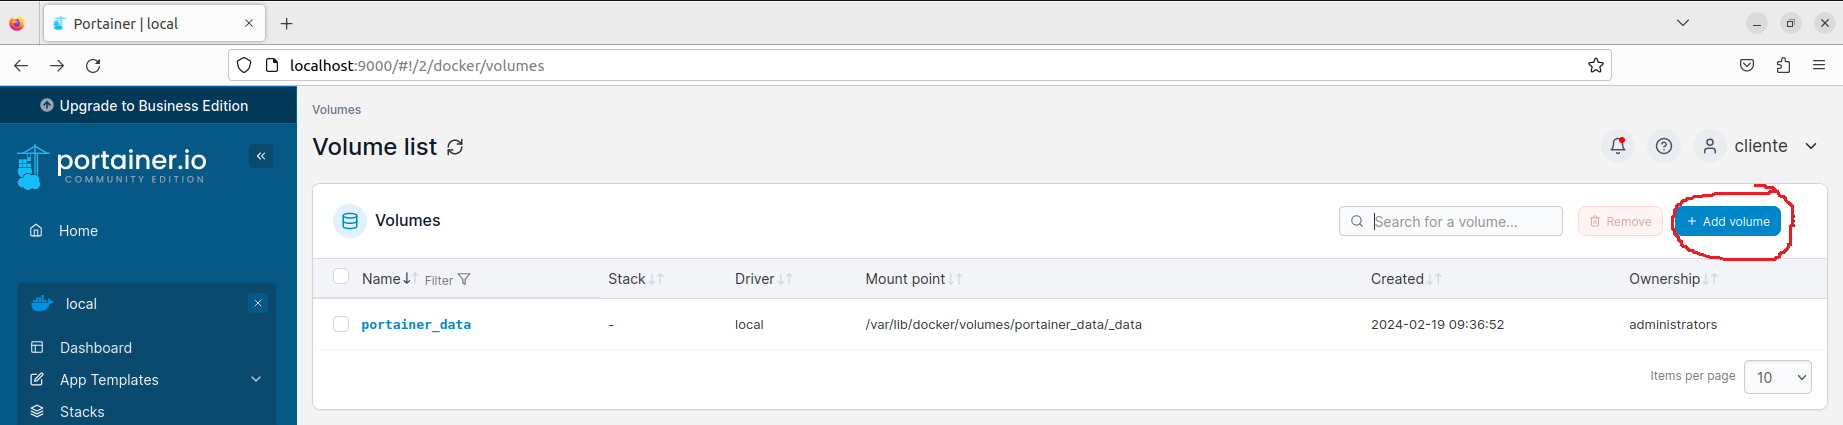 Portainer | local
localhost:9000/#!/2/docker/volumes
Upgrade to Business Edition
portainer.io
COMMUNITY EDITION
Home
local
Dashboard
App Templates
Stacks
Volumes
Volume list
cliente
Volumes
Search for a volume...
Remove
+ Add volume
Name Filter Stack Driver Mount point Created Ownership
portainer_data - local /var/lib/docker/volumes/portainer_data/_data 2024-02-19 09:36:52 administrators
Items per page 10